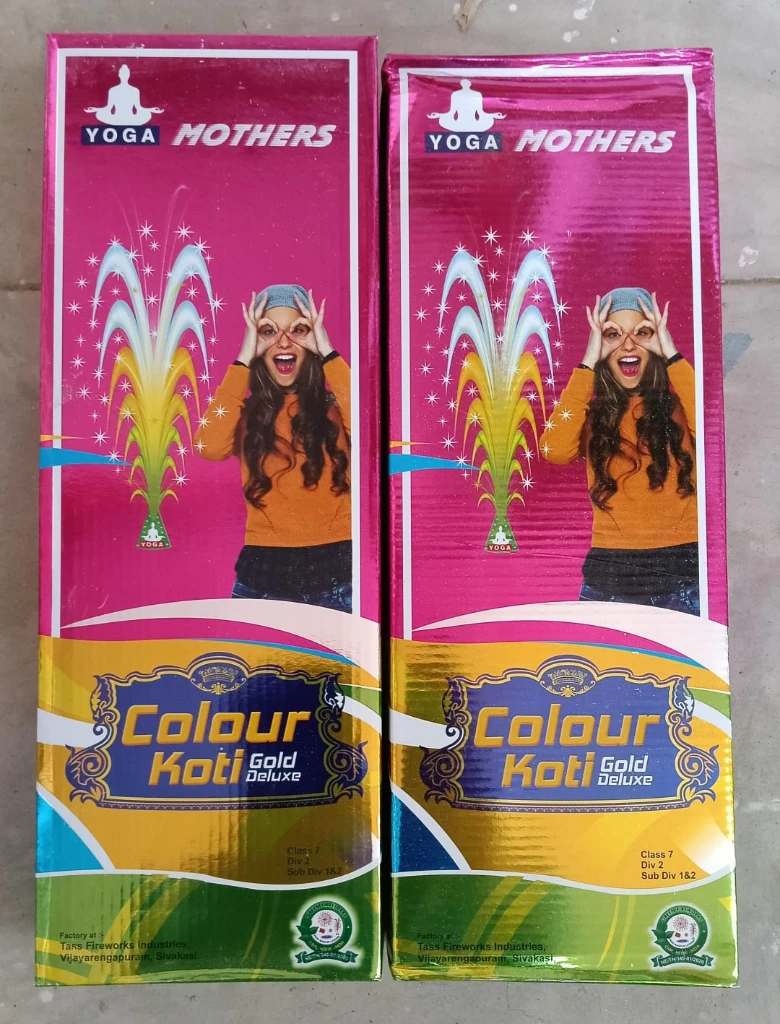 YOGA MOTHERS
YOGA
Colour
Koti Gold
Deluxe
Class 7
Div 2
Sub Div 1&2
Factory at :-
Tass Fireworks Industries,
Vijayarengapuram, Sivakasi
YOGA MOTHERS
YOGA
Colour
Koti Gold
Deluxe
Class 7
Div 2
Sub Div 1&2
Factory at :-
Tass Fireworks Industries,
Vijayarengapuram, Sivakasi